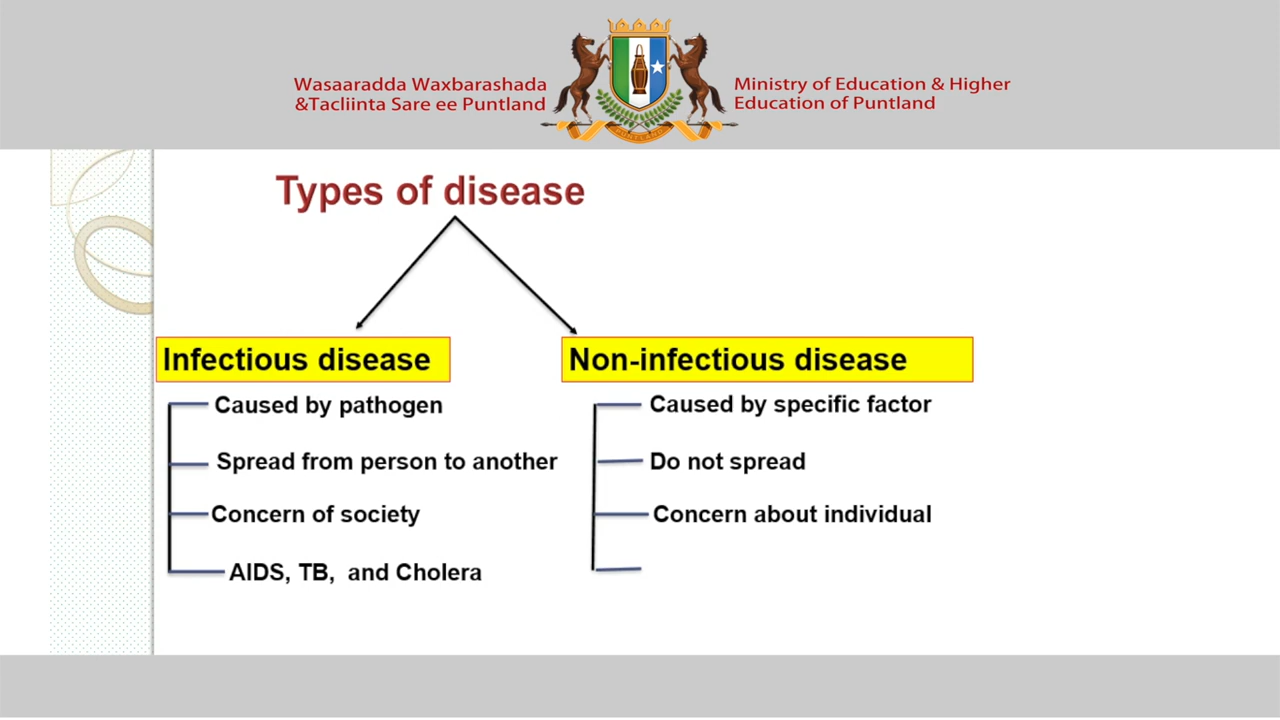 Wasaaradda Waxbarashada
&Tacliinta Sare ee Puntland
Ministry of Education & Higher
Education of Puntland
Types of disease
Infectious disease
Caused by pathogen
Spread from person to another
Concern of society
AIDS, TB, and Cholera
Non-infectious disease
Caused by specific factor
Do not spread
Concern about individual